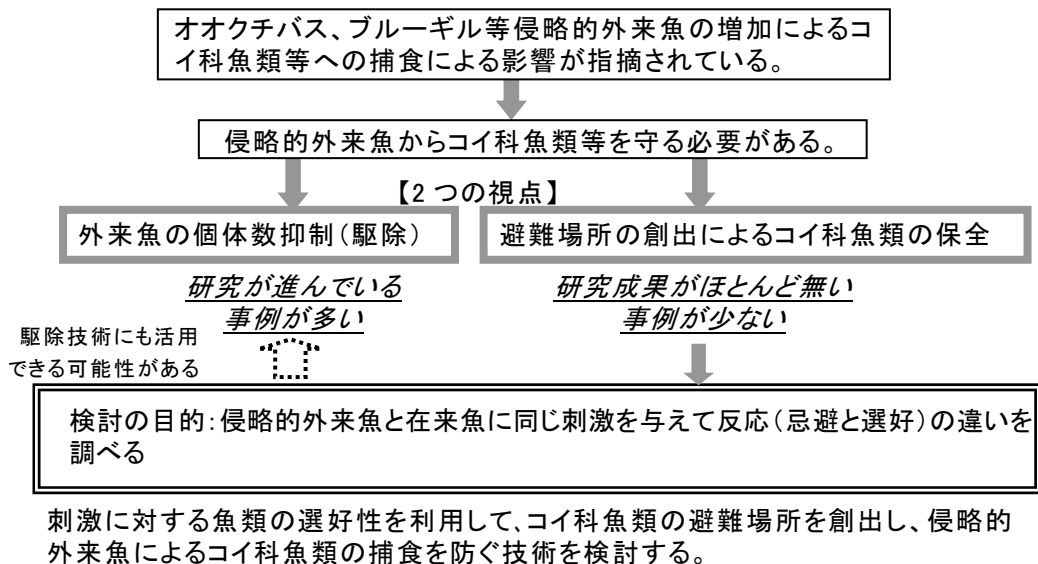 オオクチバス、ブルーギル等侵略的外来魚の増加によるコ
イ科魚類等への捕食による影響が指摘されている。
侵略的外来魚からコイ科魚類等を守る必要がある。
【2つの視点】
外来魚の個体数抑制（駆除）
避難場所の創出によるコイ科魚類の保全
研究が進んでいる
事例が多い
研究成果がほとんど無い
事例が少ない
駆除技術にも活用
できる可能性がある
検討の目的：侵略的外来魚と在来魚に同じ刺激を与えて反応（忌避と選好）の違いを
調べる
刺激に対する魚類の選好性を利用して、コイ科魚類の避難場所を創出し、侵略的
外来魚によるコイ科魚類の捕食を防ぐ技術を検討する。